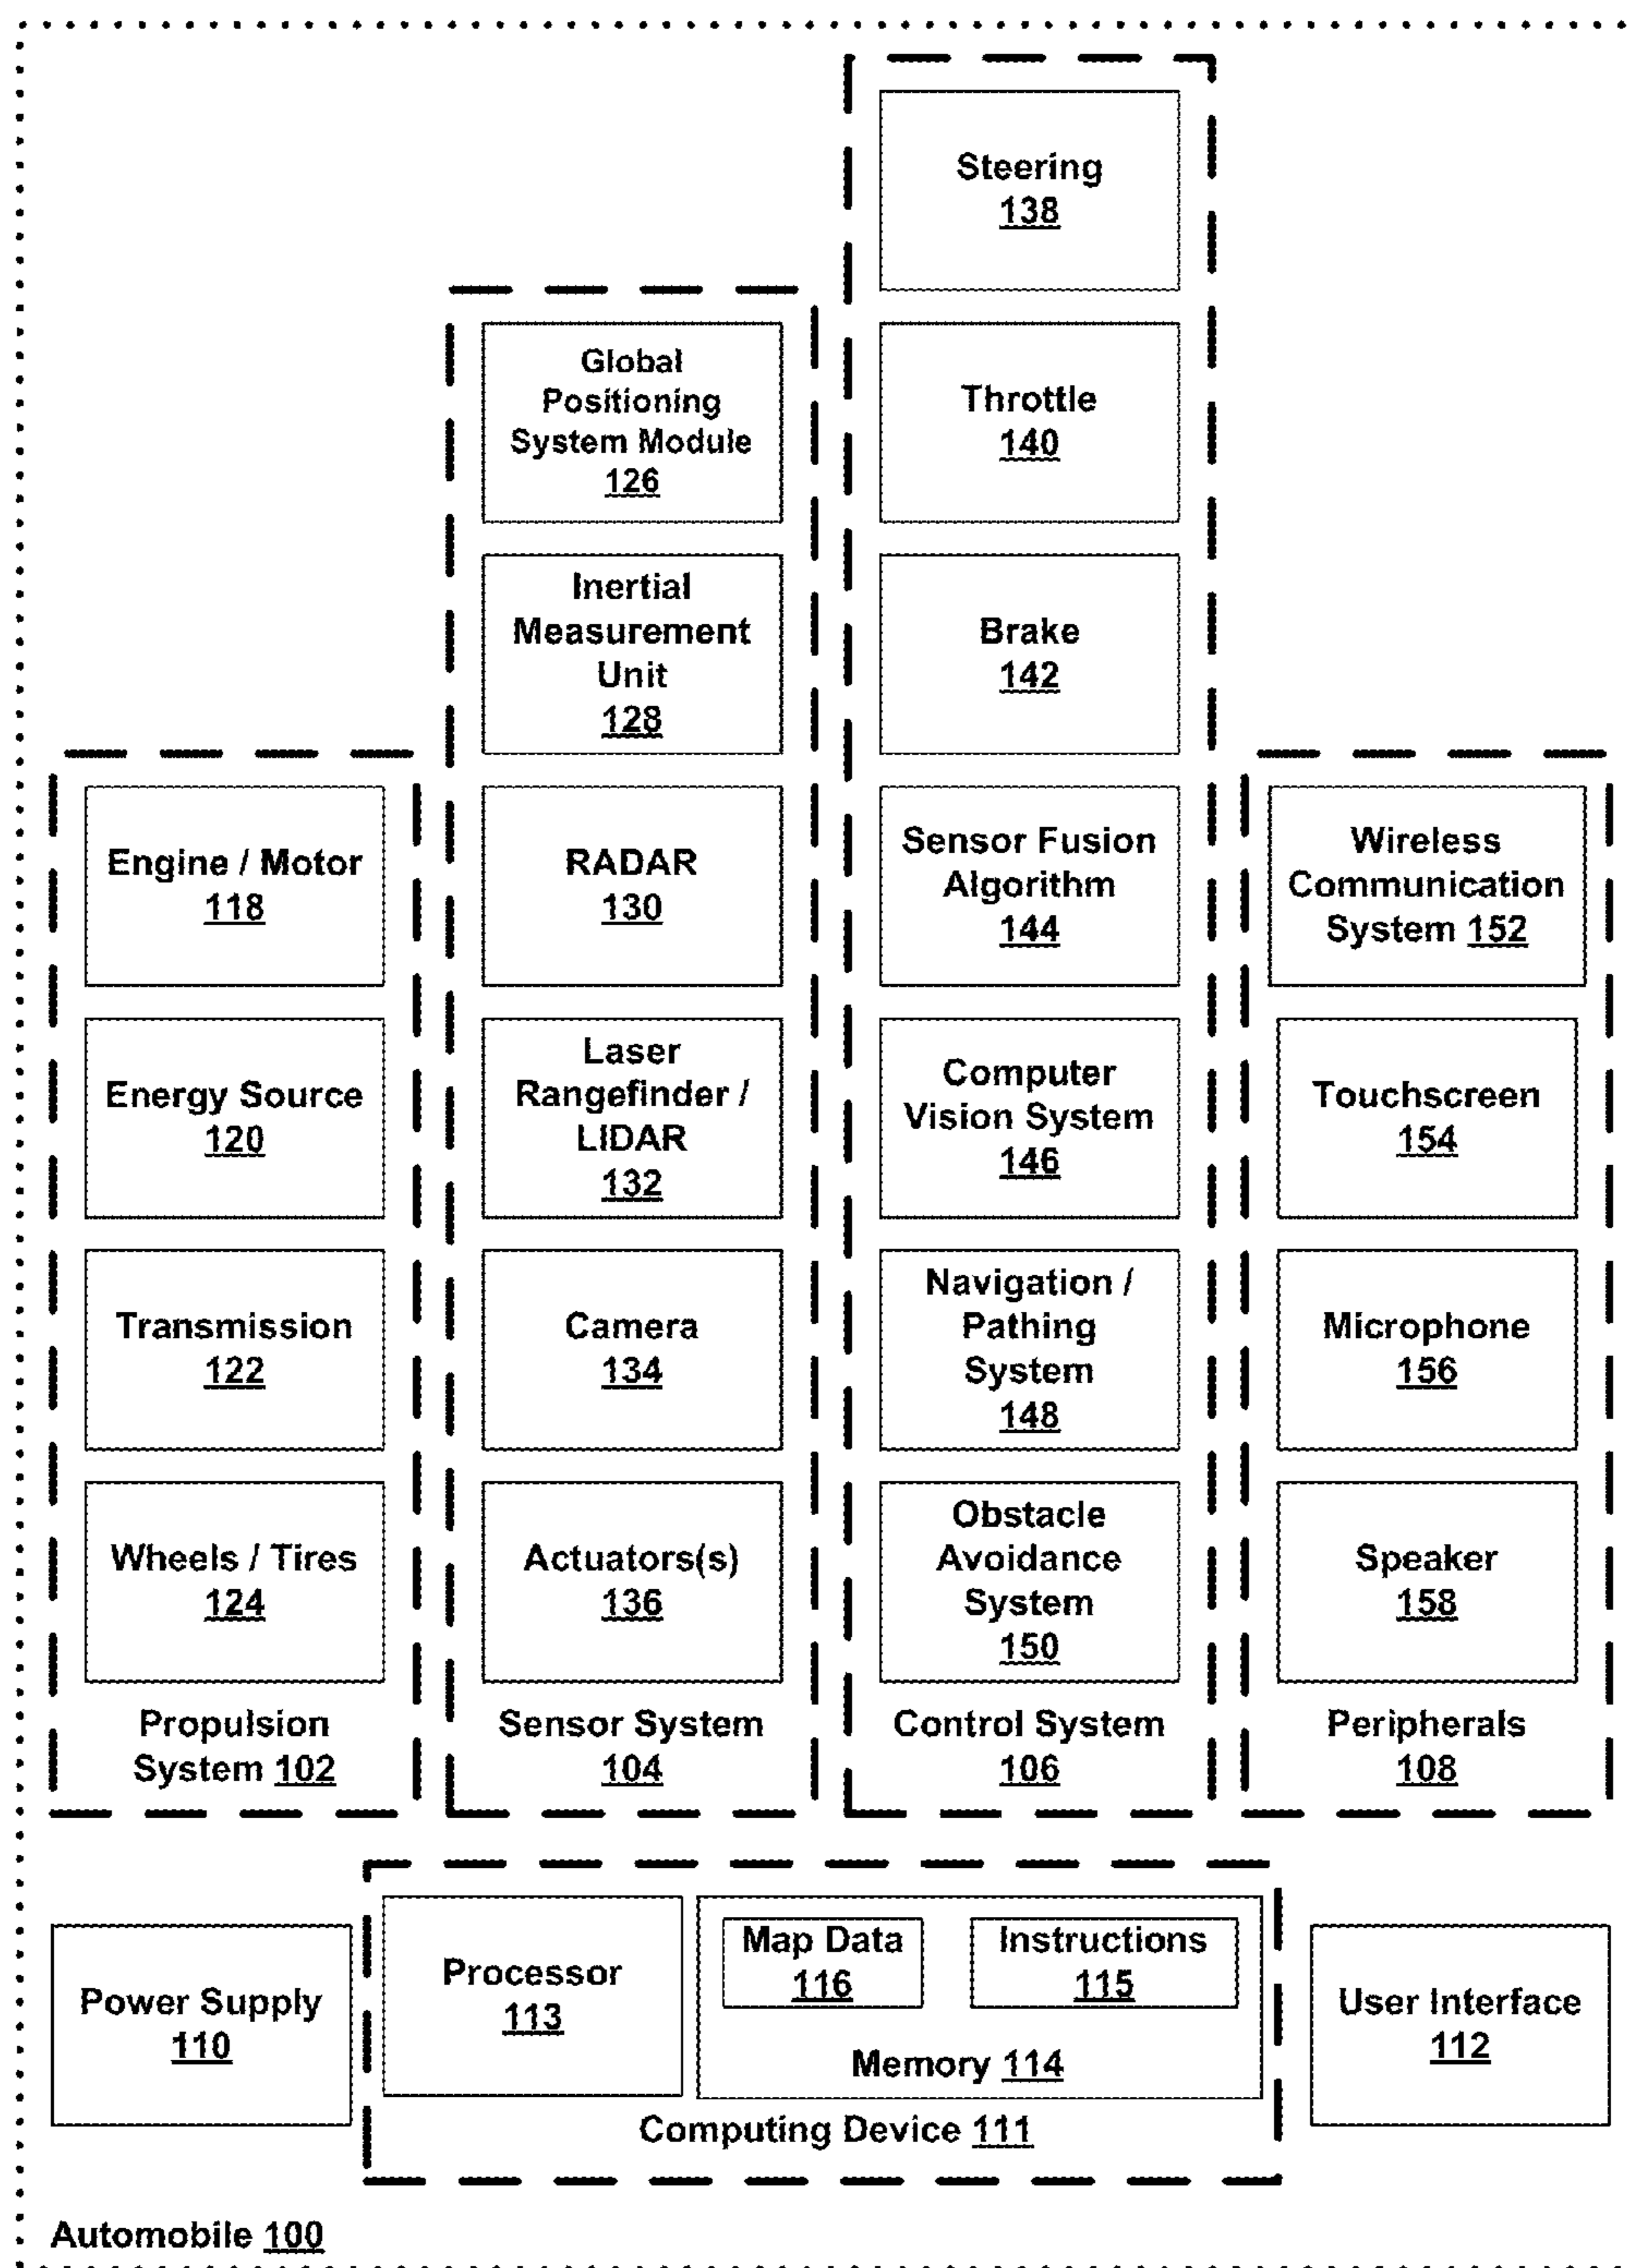 Steering
138
Global
Positioning
System Module
126
Throttle
140
Inertial
Measurement
Unit
128
Brake
142
Engine / Motor
118
RADAR
130
Sensor Fusion
Algorithm
144
Wireless
Communication
System 152
Energy Source
120
Laser
Rangefinder /
LIDAR
132
Computer
Vision System
146
Touchscreen
154
Transmission
122
Camera
134
Navigation /
Pathing
System
148
Microphone
156
Wheels / Tires
124
Actuators(s)
136
Obstacle
Avoidance
System
150
Speaker
158
Propulsion
System 102
Sensor System
104
Control System
106
Peripherals
108
Power Supply
110
Processor
113
Map Data
116
Instructions
115
Memory 114
Computing Device 111
User Interface
112
Automobile 100